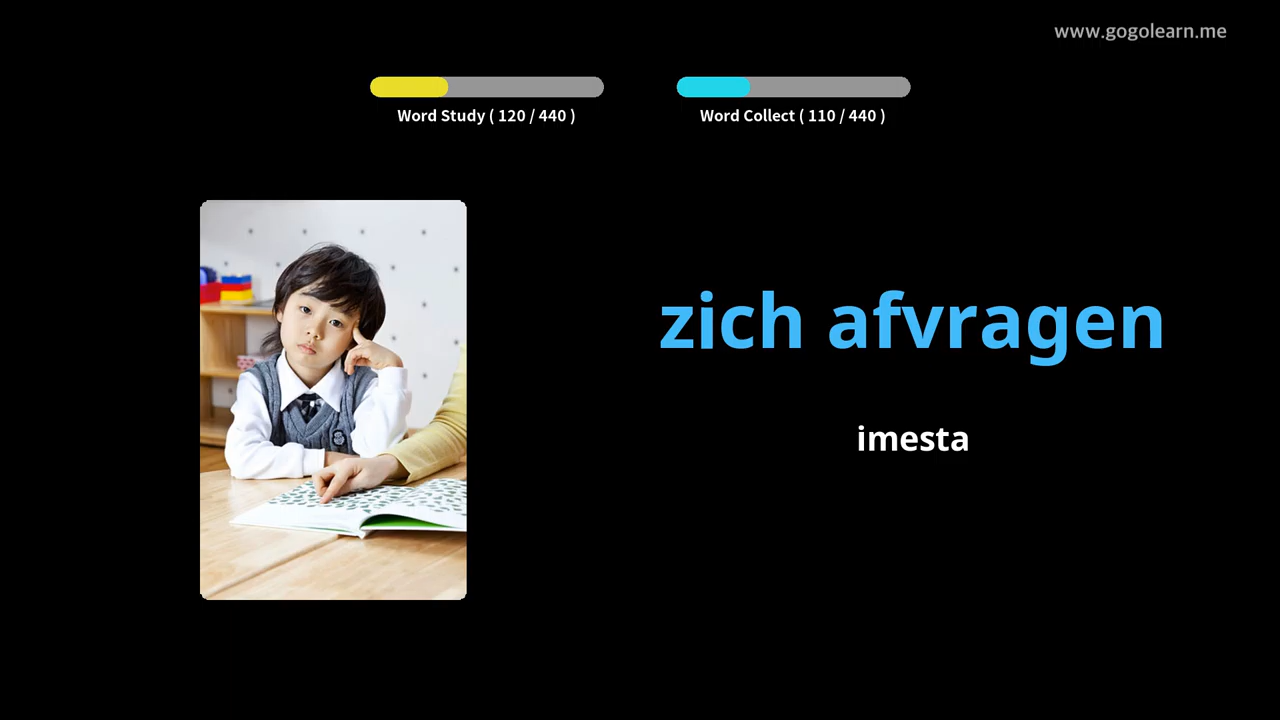 www.gogolearn.me
Word Study ( 120 / 440 )
Word Collect ( 110 / 440 )
zich afvragen
imesta